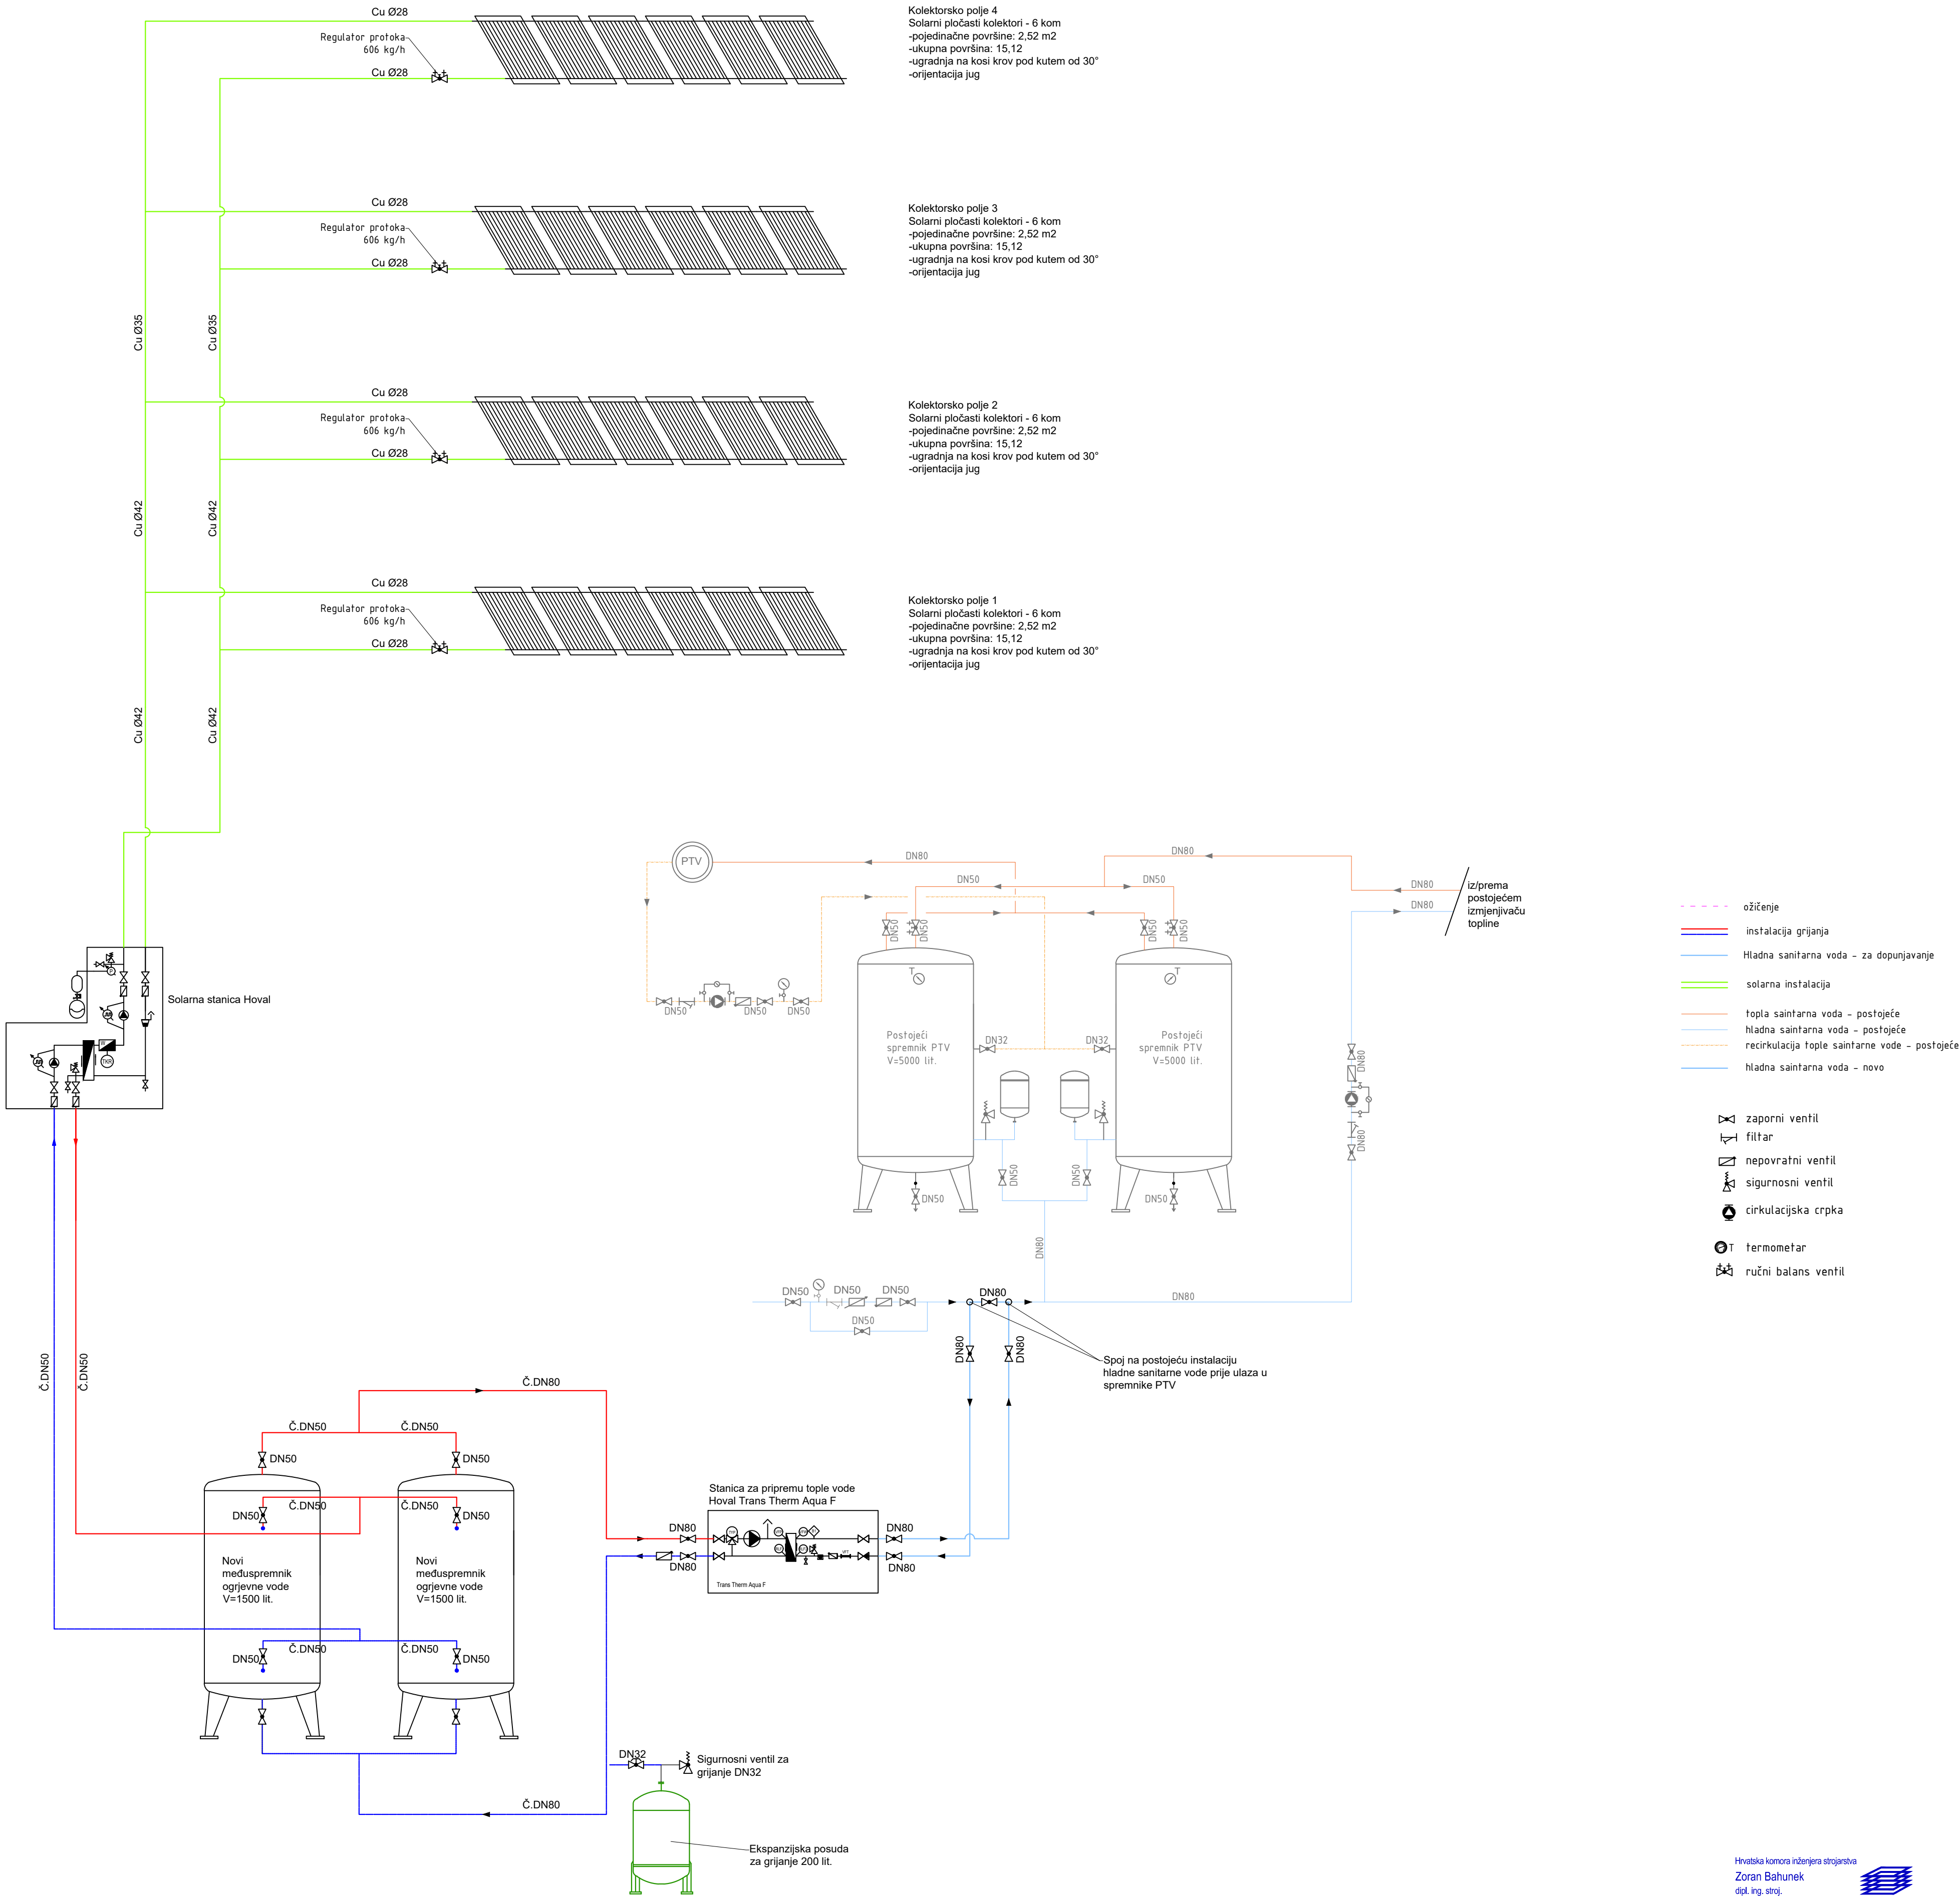 Cu Ø28
Regulator protoka
606 kg/h
Cu Ø28
Kolektorsko polje 4
Solarni pločasti kolektori - 6 kom
-pojedinačne površine: 2,52 m2
-ukupna površina: 15,12
-ugradnja na kosi krov pod kutem od 30°
-orijentacija jug
Cu Ø28
Regulator protoka
606 kg/h
Cu Ø28
Kolektorsko polje 3
Solarni pločasti kolektori - 6 kom
-pojedinačne površine: 2,52 m2
-ukupna površina: 15,12
-ugradnja na kosi krov pod kutem od 30°
-orijentacija jug
Cu Ø35
Cu Ø35
Cu Ø28
Regulator protoka
606 kg/h
Cu Ø28
Kolektorsko polje 2
Solarni pločasti kolektori - 6 kom
-pojedinačne površine: 2,52 m2
-ukupna površina: 15,12
-ugradnja na kosi krov pod kutem od 30°
-orijentacija jug
Cu Ø42
Cu Ø42
Cu Ø28
Regulator protoka
606 kg/h
Cu Ø28
Kolektorsko polje 1
Solarni pločasti kolektori - 6 kom
-pojedinačne površine: 2,52 m2
-ukupna površina: 15,12
-ugradnja na kosi krov pod kutem od 30°
-orijentacija jug
Cu Ø42
Cu Ø42
PTV
DN80
DN80
DN50
DN50
DN80
DN80
iz/prema
postojećem
izmjenjivaču
topline
DN50
DN50
DN50
DN50
T
T
DN50
DN50
DN50
Postojeći
spremnik PTV
V=5000 lit.
DN32
DN32
Postojeći
spremnik PTV
V=5000 lit.
DN80
DN80
DN50
DN50
DN50
DN50
DN80
Solarna stanica Hoval
TKR
ožičenje
instalacija grijanja
Hladna sanitarna voda - za dopunjavanje
solarna instalacija
topla saintarna voda - postojeće
hladna saintarna voda - postojeće
recirkulacija tople saintarne vode - postojeće
hladna saintarna voda - novo
zaporni ventil
filtar
nepovratni ventil
sigurnosni ventil
cirkulacijska crpka
T
termometar
ručni balans ventil
DN50
DN50
DN50
DN50
DN80
DN80
DN80
DN80
Spoj na postojeću instalaciju
hladne sanitarne vode prije ulaza u
spremnike PTV
Č.DN50
Č.DN50
Č.DN80
Č.DN50
Č.DN50
DN50
DN50
Č.DN50
Č.DN50
DN50
DN50
Novi
međuspremnik
ogrjevne vode
V=1500 lit.
Novi
međuspremnik
ogrjevne vode
V=1500 lit.
Č.DN50
Č.DN50
DN50
DN50
Stanica za pripremu tople vode
Hoval Trans Therm Aqua F
DN80
DN80
DN80
DN80
Trans Therm Aqua F
DN32
Sigurnosni ventil za
grijanje DN32
Č.DN80
Ekspanzijska posuda
za grijanje 200 lit.
Hrvatska komora inženjera strojarstva
Zoran Bahunek
dipl. ing. stroj.